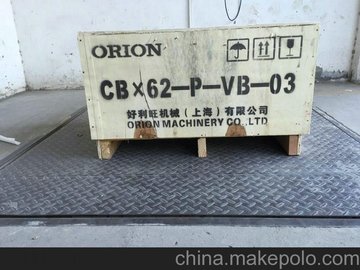 ORION
CB×62-P-VB-03
好利旺机械（上海）有限公司
ORION MACHINERY CO.,LTD
china.makepolo.com